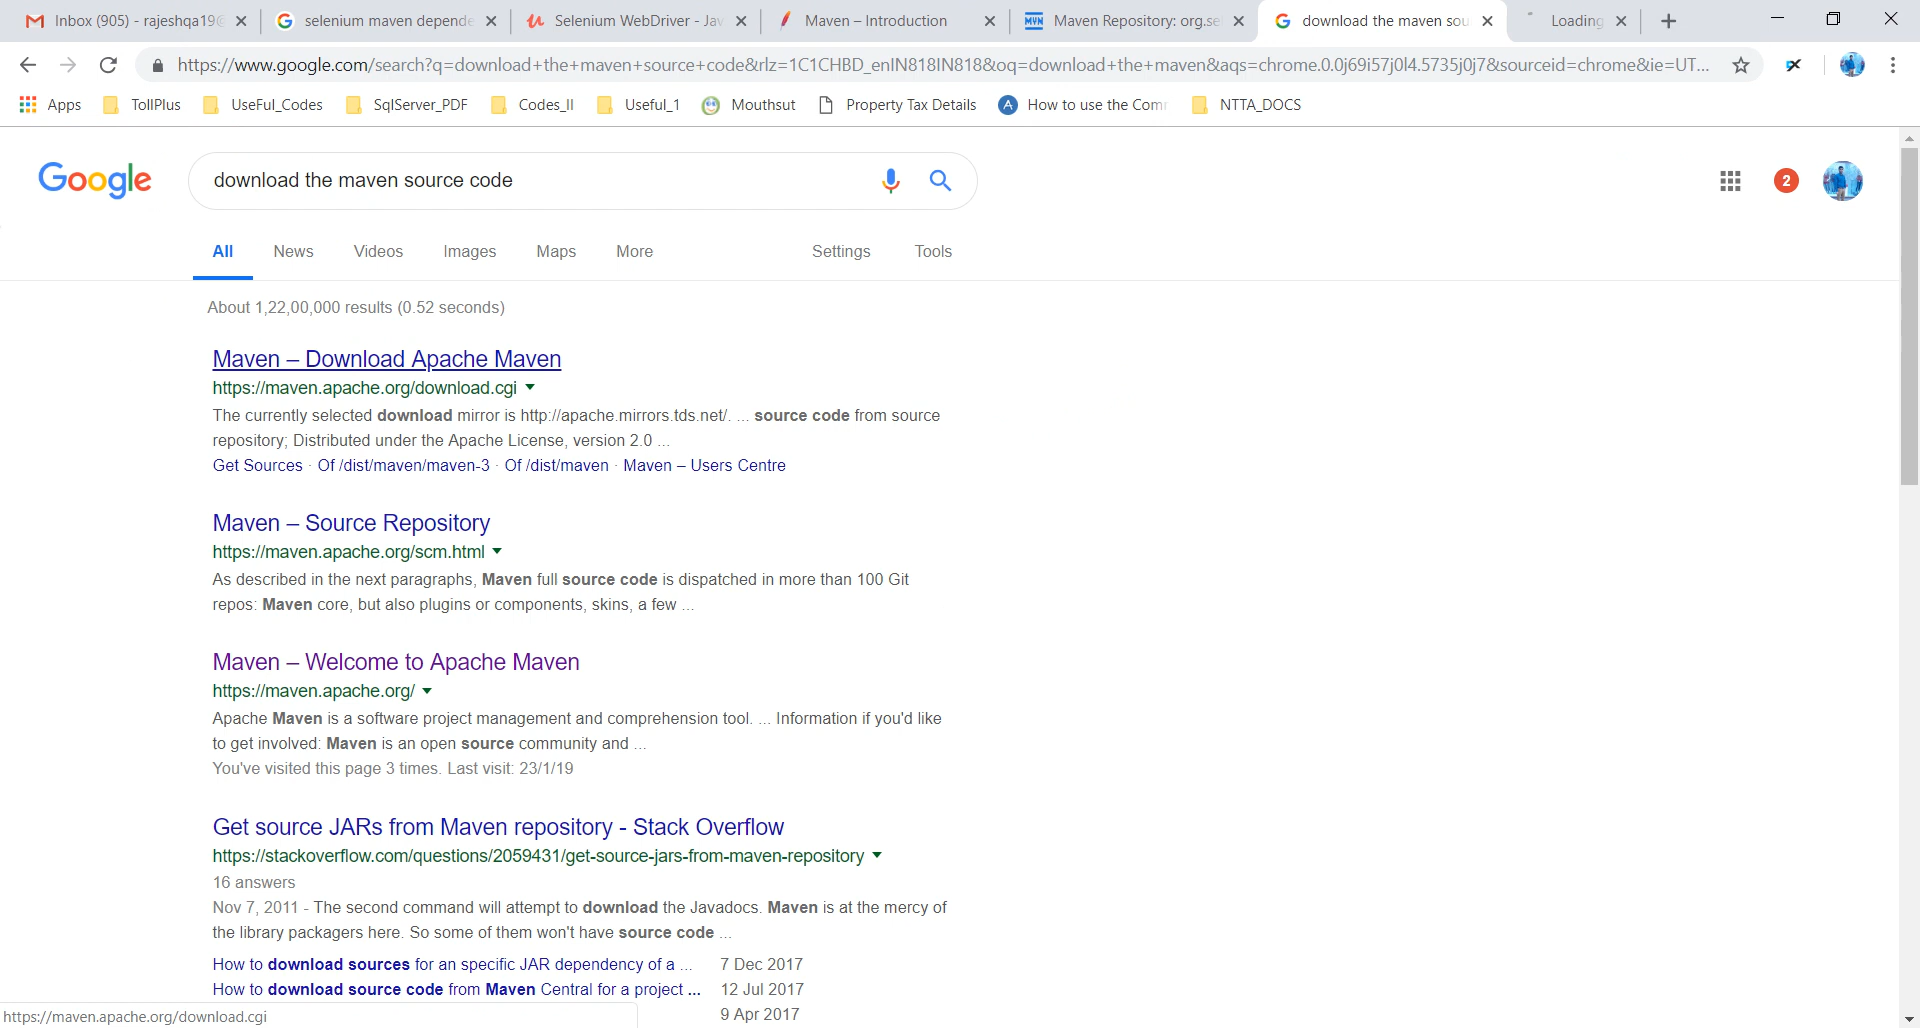 Inbox (905) - rajeshqa19
selenium maven depende
Selenium WebDriver - Jav
Maven – Introduction
MVN Maven Repository: org.se
download the maven sou
Loading
https://www.google.com/search?q=download+the+maven+source+code&rlz=1C1CHBD_enIN818IN818&oq=download+the+maven&aqs=chrome.0.0j69i57j0l4.5735j0j7&sourceid=chrome&ie=UT...
Apps
TollPlus
UseFul_Codes
SqlServer_PDF
Codes_II
Useful_1
Mouthsut
Property Tax Details
A How to use the Com
NTTA_DOCS
Google
download the maven source code
2
All
News
Videos
Images
Maps
More
Settings
Tools
About 1,22,00,000 results (0.52 seconds)
Maven – Download Apache Maven
https://maven.apache.org/download.cgi
The currently selected download mirror is http://apache.mirrors.tds.net/. ... source code from source
repository; Distributed under the Apache License, version 2.0 ...
Get Sources · Of /dist/maven/maven-3 · Of /dist/maven · Maven – Users Centre
Maven – Source Repository
https://maven.apache.org/scm.html
As described in the next paragraphs, Maven full source code is dispatched in more than 100 Git
repos: Maven core, but also plugins or components, skins, a few ...
Maven – Welcome to Apache Maven
https://maven.apache.org/
Apache Maven is a software project management and comprehension tool. ... Information if you'd like
to get involved: Maven is an open source community and ...
You've visited this page 3 times. Last visit: 23/1/19
Get source JARs from Maven repository - Stack Overflow
https://stackoverflow.com/questions/2059431/get-source-jars-from-maven-repository
16 answers
Nov 7, 2011 - The second command will attempt to download the Javadocs. Maven is at the mercy of
the library packagers here. So some of them won't have source code ...
How to download sources for an specific JAR dependency of a ... 7 Dec 2017
How to download source code from Maven Central for a project ... 12 Jul 2017
9 Apr 2017
https://maven.apache.org/download.cgi